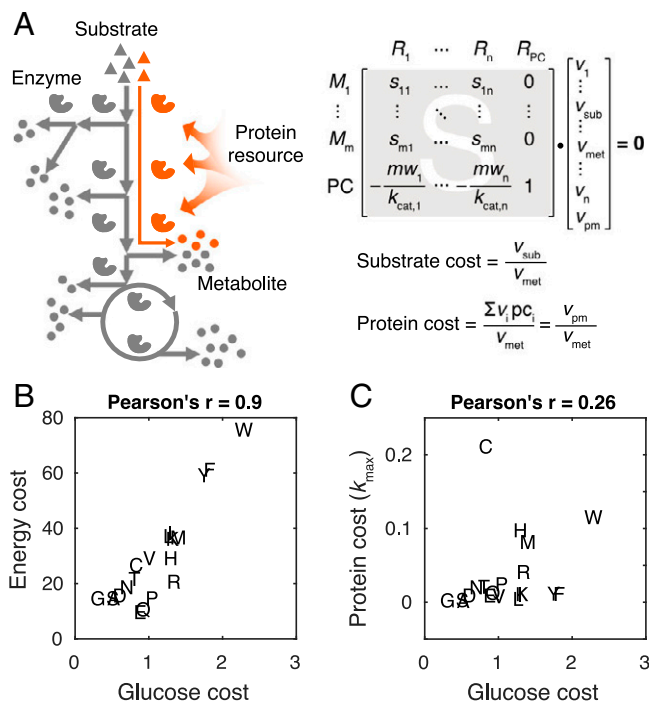 A
Substrate
Enzyme
Protein
resource
Metabolite
R1 ⋯ Rn RPC
M1 s11 ⋯ s1n 0
⋮ ⋮ ⋱ ⋮ ⋮
Mm sm1 ⋯ smn 0
PC −mw1/kcat,1 ⋯ −mwn/kcat,n 1
S
v1
⋮
vsub
⋮
vmet
⋮
vn
vpm
• = 0
Substrate cost = vsub/vmet
Protein cost = Σvi pci/vmet = vpm/vmet
B
Pearson's r = 0.9
Energy cost
80
60
40
20
0
W
Y F
K M
C V H
T N R
G S A D P
E Q
0 1 2 3
Glucose cost
C
Pearson's r = 0.26
Protein cost (kmax)
0.2
0.1
0
C
W
H M
R
N T P
G S A D Q V L K Y F
0 1 2 3
Glucose cost